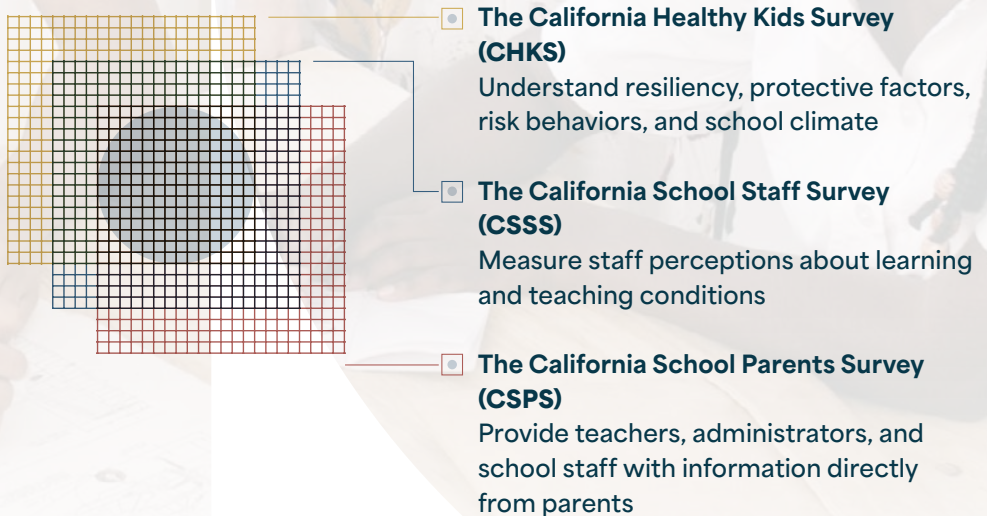 The California Healthy Kids Survey
(CHKS)
Understand resiliency, protective factors,
risk behaviors, and school climate
The California School Staff Survey
(CSSS)
Measure staff perceptions about learning
and teaching conditions
The California School Parents Survey
(CSPS)
Provide teachers, administrators, and
school staff with information directly
from parents